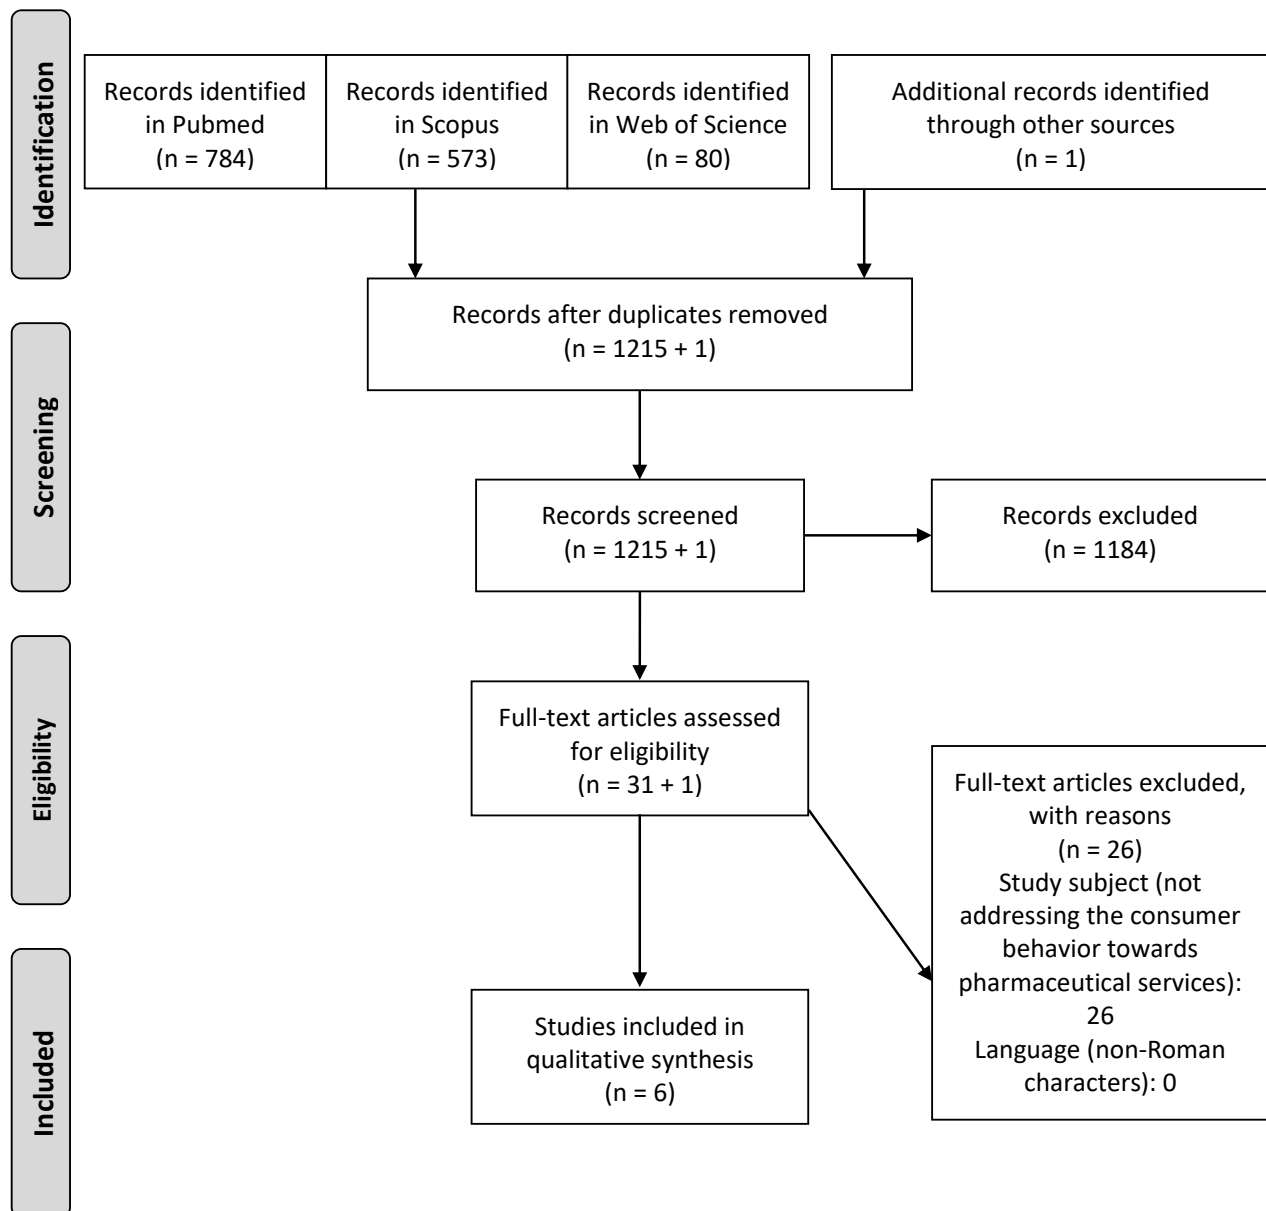 Identification
Records identified
in Pubmed
(n = 784)
Records identified
in Scopus
(n = 573)
Records identified
in Web of Science
(n = 80)
Additional records identified
through other sources
(n = 1)
Records after duplicates removed
(n = 1215 + 1)
Screening
Records screened
(n = 1215 + 1)
Records excluded
(n = 1184)
Eligibility
Full-text articles assessed
for eligibility
(n = 31 + 1)
Full-text articles excluded,
with reasons
(n = 26)
Study subject (not
addressing the consumer
behavior towards
pharmaceutical services):
26
Language (non-Roman
characters): 0
Included
Studies included in
qualitative synthesis
(n = 6)